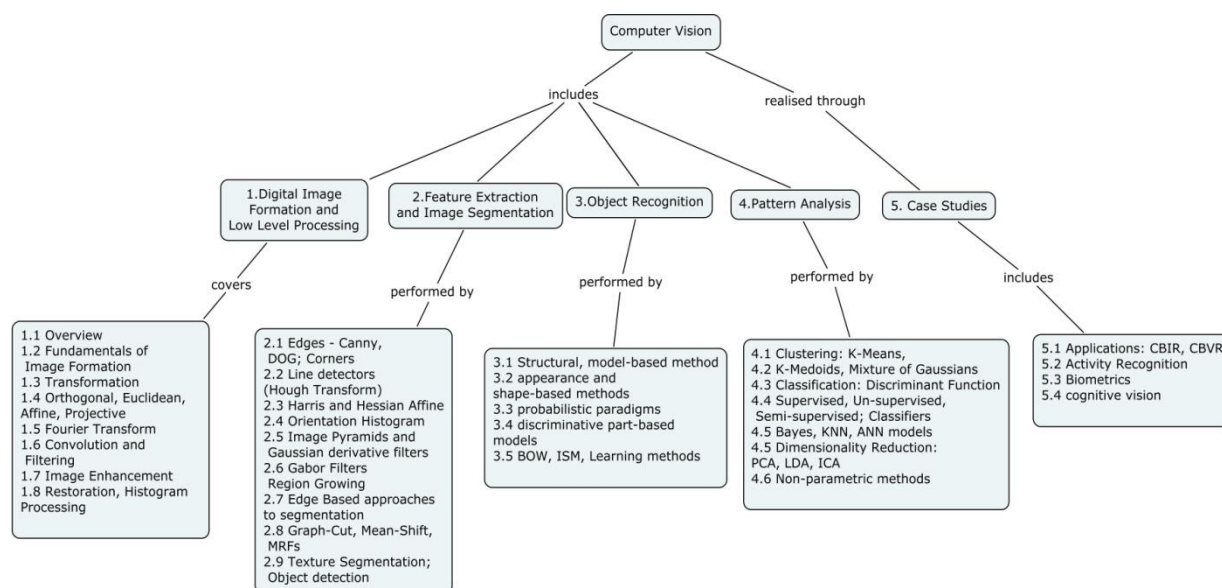 Computer Vision
includes
realised through
1.Digital Image
Formation and
Low Level Processing
2.Feature Extraction
and Image Segmentation
3.Object Recognition
4.Pattern Analysis
5. Case Studies
covers
performed by
performed by
performed by
includes
1.1 Overview
1.2 Fundamentals of
Image Formation
1.3 Transformation
1.4 Orthogonal, Euclidean,
Affine, Projective
1.5 Fourier Transform
1.6 Convolution and
Filtering
1.7 Image Enhancement
1.8 Restoration, Histogram
Processing
2.1 Edges - Canny,
DOG; Corners
2.2 Line detectors
(Hough Transform)
2.3 Harris and Hessian Affine
2.4 Orientation Histogram
2.5 Image Pyramids and
Gaussian derivative filters
2.6 Gabor Filters
Region Growing
2.7 Edge Based approaches
to segmentation
2.8 Graph-Cut, Mean-Shift,
MRFs
2.9 Texture Segmentation;
Object detection
3.1 Structural, model-based method
3.2 appearance and
shape-based methods
3.3 probabilistic paradigms
3.4 discriminative part-based
models
3.5 BOW, ISM, Learning methods
4.1 Clustering: K-Means,
4.2 K-Medoids, Mixture of Gaussians
4.3 Classification: Discriminant Function
4.4 Supervised, Un-supervised,
Semi-supervised; Classifiers
4.5 Bayes, KNN, ANN models
4.5 Dimensionality Reduction:
PCA, LDA, ICA
4.6 Non-parametric methods
5.1 Applications: CBIR, CBVR
5.2 Activity Recognition
5.3 Biometrics
5.4 cognitive vision